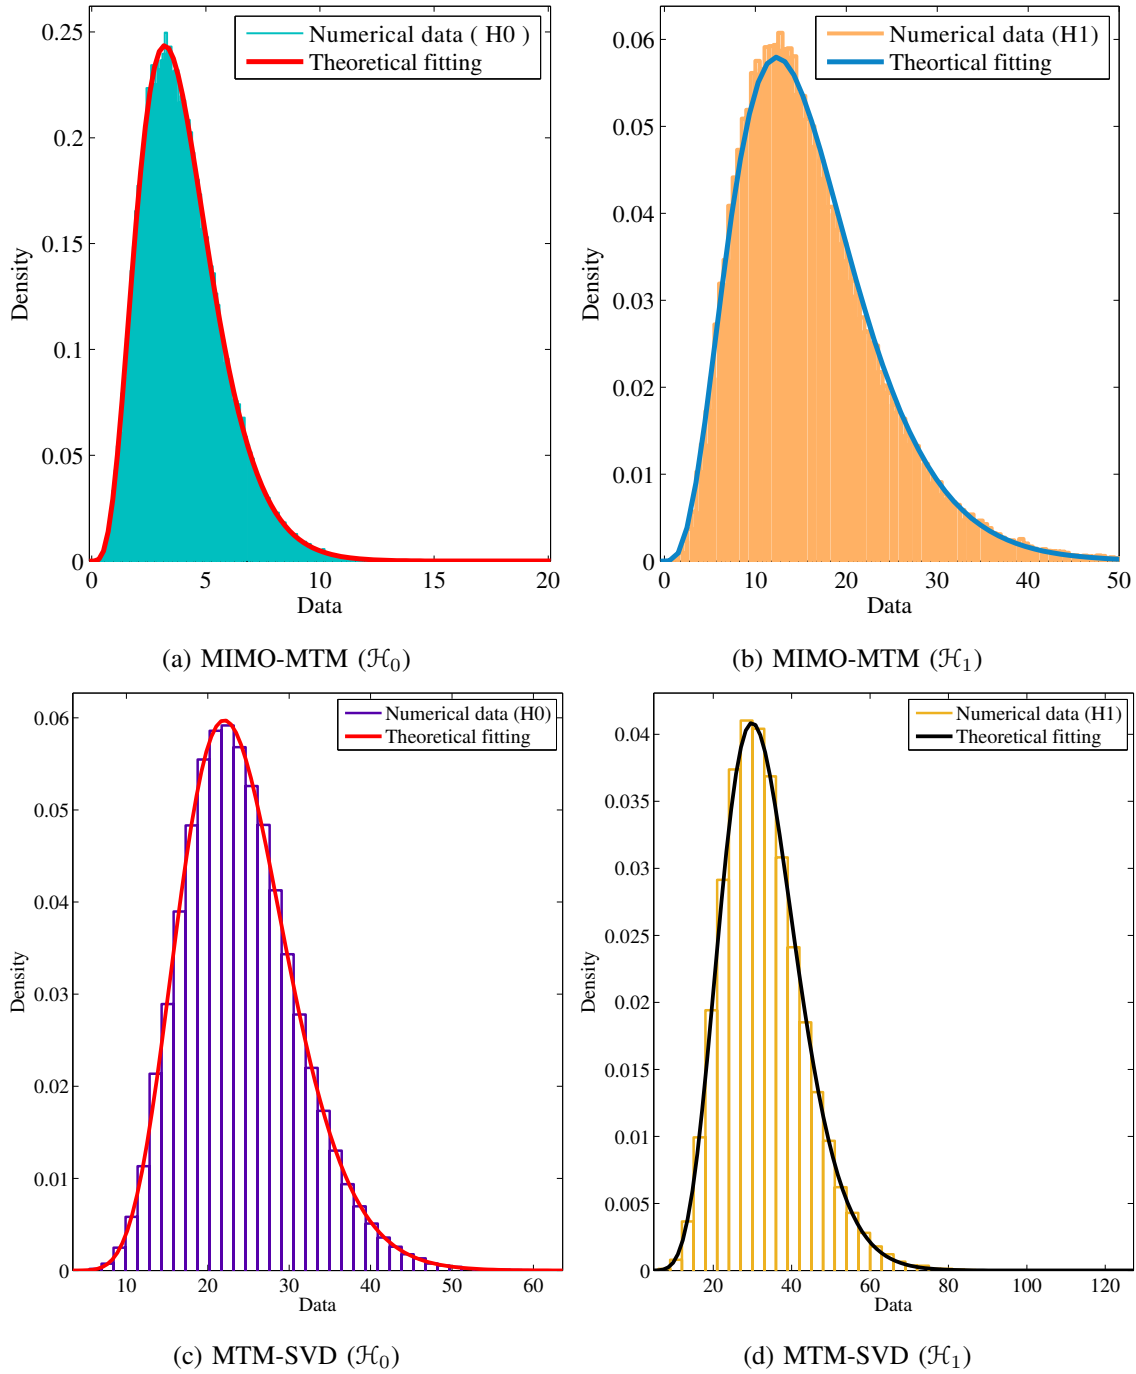 0.25
0.2
0.15
0.1
0.05
0
Density
Numerical data ( H0 )
Theoretical fitting
0 5 10 15 20
Data
(a) MIMO-MTM (ℋ₀)
0.06
0.05
0.04
0.03
0.02
0.01
0
Density
Numerical data (H1)
Theortical fitting
0 10 20 30 40 50
Data
(b) MIMO-MTM (ℋ₁)
0.06
0.05
0.04
0.03
0.02
0.01
0
Density
Numerical data (H0)
Theoretical fitting
10 20 30 40 50 60
Data
(c) MTM-SVD (ℋ₀)
0.04
0.035
0.03
0.025
0.02
0.015
0.01
0.005
0
Density
Numerical data (H1)
Theoretical fitting
20 40 60 80 100 120
Data
(d) MTM-SVD (ℋ₁)